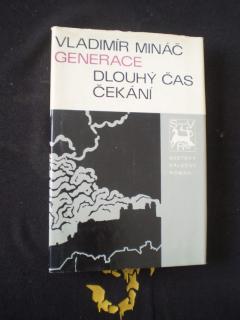 VLADIMÍR MINÁČ
GENERACE
DLOUHÝ ČAS
ČEKÁNÍ